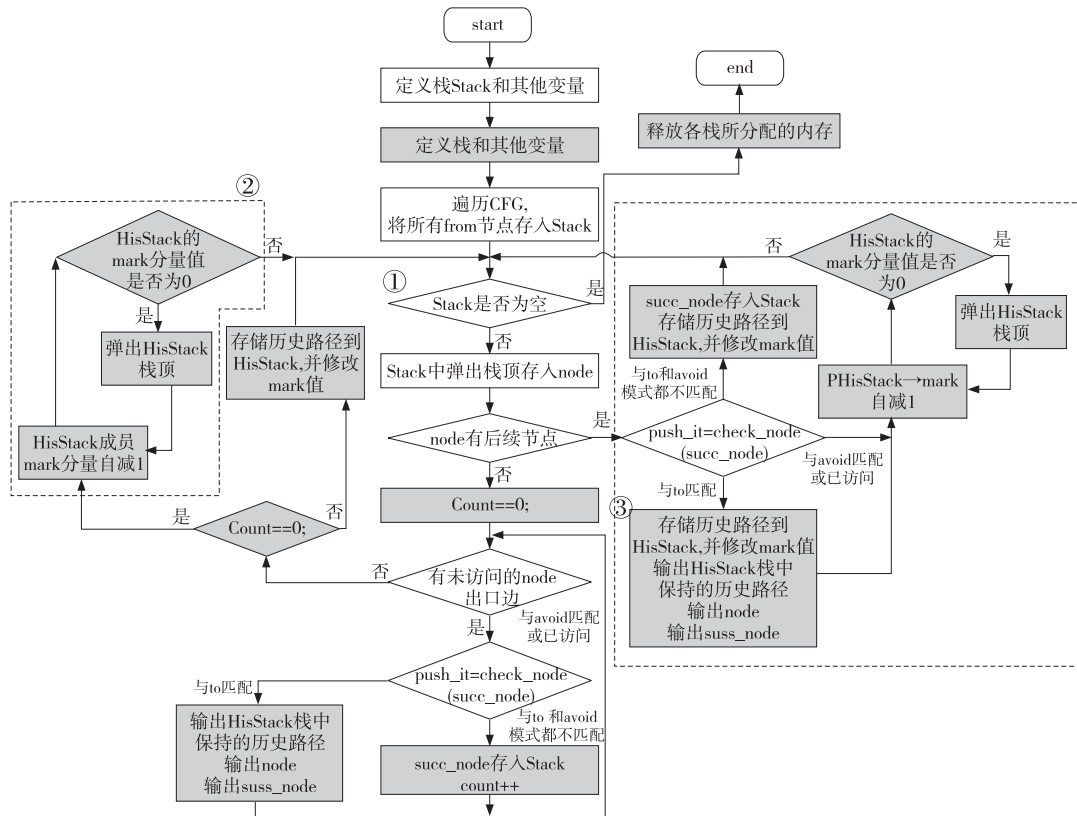 start
定义栈Stack和其他变量
定义栈和其他变量
遍历CFG,
将所有from节点存入Stack
end
释放各栈所分配的内存
②
HisStack的
mark分量值
是否为0
否
是
弹出HisStack
栈顶
HisStack成员
mark分量自减1
存储历史路径到
HisStack,并修改
mark值
是
Count==0;
否
①
Stack是否为空
是
否
Stack中弹出栈顶存入node
node有后续节点
是
否
Count==0;
有未访问的node
出口边
否
是
与avoid匹配
或已访问
push_it=check_node
(succ_node)
与to匹配
与to 和avoid
模式都不匹配
输出HisStack栈中
保持的历史路径
输出node
输出suss_node
succ_node存入Stack
count++
否
HisStack的
mark分量值是否
为0
是
succ_node存入Stack
存储历史路径到
HisStack,并修改mark值
弹出HisStack
栈顶
PHisStack→mark
自减1
与to和avoid
模式都不匹配
push_it=check_node
(succ_node)
与avoid匹配
或已访问
与to匹配
③
存储历史路径到
HisStack,并修改mark值
输出HisStack栈中
保持的历史路径
输出node
输出suss_node